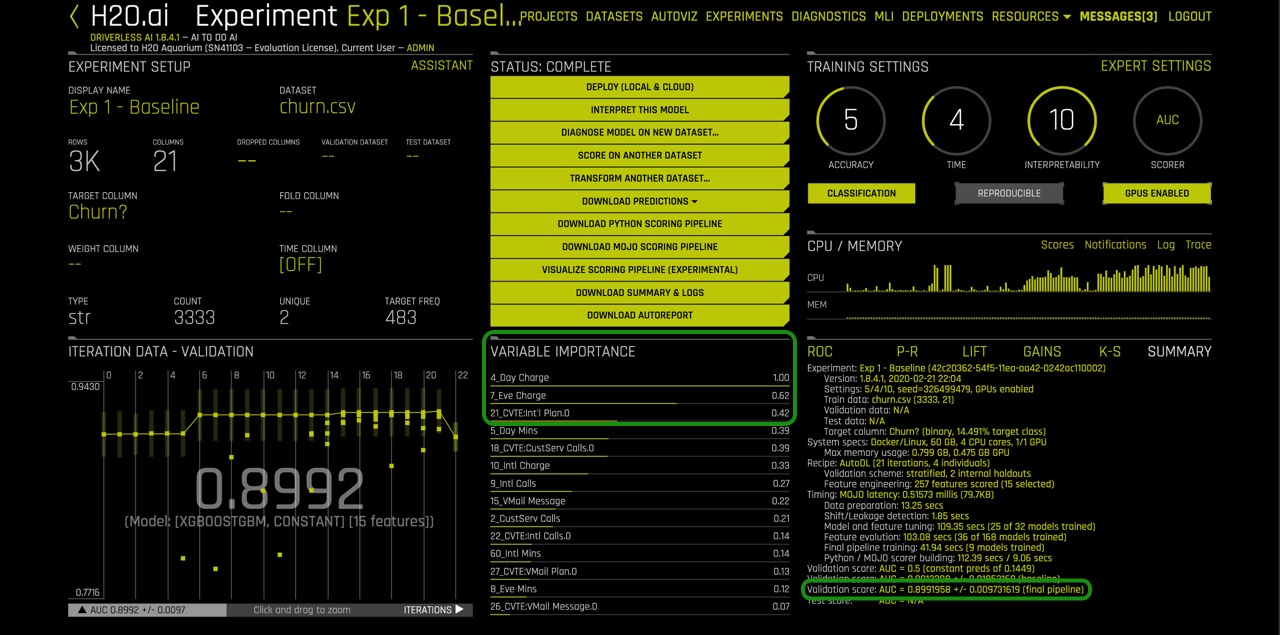 H2O.ai Experiment Exp 1 - Basel...
PROJECTS DATASETS AUTOVIZ EXPERIMENTS DIAGNOSTICS MLI DEPLOYMENTS RESOURCES MESSAGES[3] LOGOUT
DRIVERLESS AI 1.8.4.1 – AI TO DO AI
Licensed to H2O Aquarium (SN41103 – Evaluation License). Current User – ADMIN
EXPERIMENT SETUP
ASSISTANT
DISPLAY NAME
Exp 1 - Baseline
DATASET
churn.csv
ROWS
3K
COLUMNS
21
DROPPED COLUMNS
--
VALIDATION DATASET
--
TEST DATASET
--
TARGET COLUMN
Churn?
FOLD COLUMN
--
WEIGHT COLUMN
--
TIME COLUMN
[OFF]
TYPE
str
COUNT
3333
UNIQUE
2
TARGET FREQ
483
STATUS: COMPLETE
DEPLOY (LOCAL & CLOUD)
INTERPRET THIS MODEL
DIAGNOSE MODEL ON NEW DATASET...
SCORE ON ANOTHER DATASET
TRANSFORM ANOTHER DATASET...
DOWNLOAD PREDICTIONS
DOWNLOAD PYTHON SCORING PIPELINE
DOWNLOAD MOJO SCORING PIPELINE
VISUALIZE SCORING PIPELINE (EXPERIMENTAL)
DOWNLOAD SUMMARY & LOGS
DOWNLOAD AUTOREPORT
TRAINING SETTINGS
EXPERT SETTINGS
5
ACCURACY
4
TIME
10
INTERPRETABILITY
AUC
SCORER
CLASSIFICATION
REPRODUCIBLE
GPUS ENABLED
CPU / MEMORY
Scores Notifications Log Trace
CPU
MEM
ITERATION DATA - VALIDATION
0 2 4 6 8 10 12 14 16 18 20 22
0.9430
0.8992
(Model: [XGBOOSTGBM, CONSTANT] [15 features])
0.7716
AUC 0.8992 +/- 0.0097
Click and drag to zoom
ITERATIONS
VARIABLE IMPORTANCE
4_Day Charge 1.00
7_Eve Charge 0.62
21_CVTE:Int'l Plan.0 0.42
5_Day Mins 0.39
18_CVTE:CustServ Calls.0 0.39
10_Intl Charge 0.33
9_Intl Calls 0.27
15_VMail Message 0.22
2_CustServ Calls 0.21
22_CVTE:Intl Calls.0 0.14
60_Intl Mins 0.14
27_CVTE:VMail Plan.0 0.13
8_Eve Mins 0.12
26_CVTE:VMail Message.0 0.07
ROC P-R LIFT GAINS K-S SUMMARY
Experiment: Exp 1 - Baseline (42c20362-54f5-11ea-aa42-0242ac110002)
Version: 1.8.4.1, 2020-02-21 22:04
Settings: 5/4/10, seed=326499479, GPUs enabled
Train data: churn.csv (3333, 21)
Validation data: N/A
Test data: N/A
Target column: Churn? (binary, 14.491% target class)
System specs: Docker/Linux, 60 GB, 4 CPU cores, 1/1 GPU
Max memory usage: 0.799 GB, 0.475 GB GPU
Recipe: AutoDL (21 iterations, 4 individuals)
Validation scheme: stratified, 2 internal holdouts
Feature engineering: 257 features scored (15 selected)
Timing: MOJO latency: 0.51573 millis (79.7KB)
Data preparation: 13.25 secs
Shift/Leakage detection: 1.85 secs
Model and feature tuning: 109.35 secs (25 of 32 models trained)
Feature evolution: 103.08 secs (36 of 168 models trained)
Final pipeline training: 41.94 secs (9 models trained)
Python / MOJO scorer building: 112.39 secs / 9.06 secs
Validation score: AUC = 0.5 (constant preds of 0.1449)
Validation score: AUC = (baseline)
Validation score: AUC = 0.8991958 +/- 0.009731619 (final pipeline)
Test score: AUC = N/A